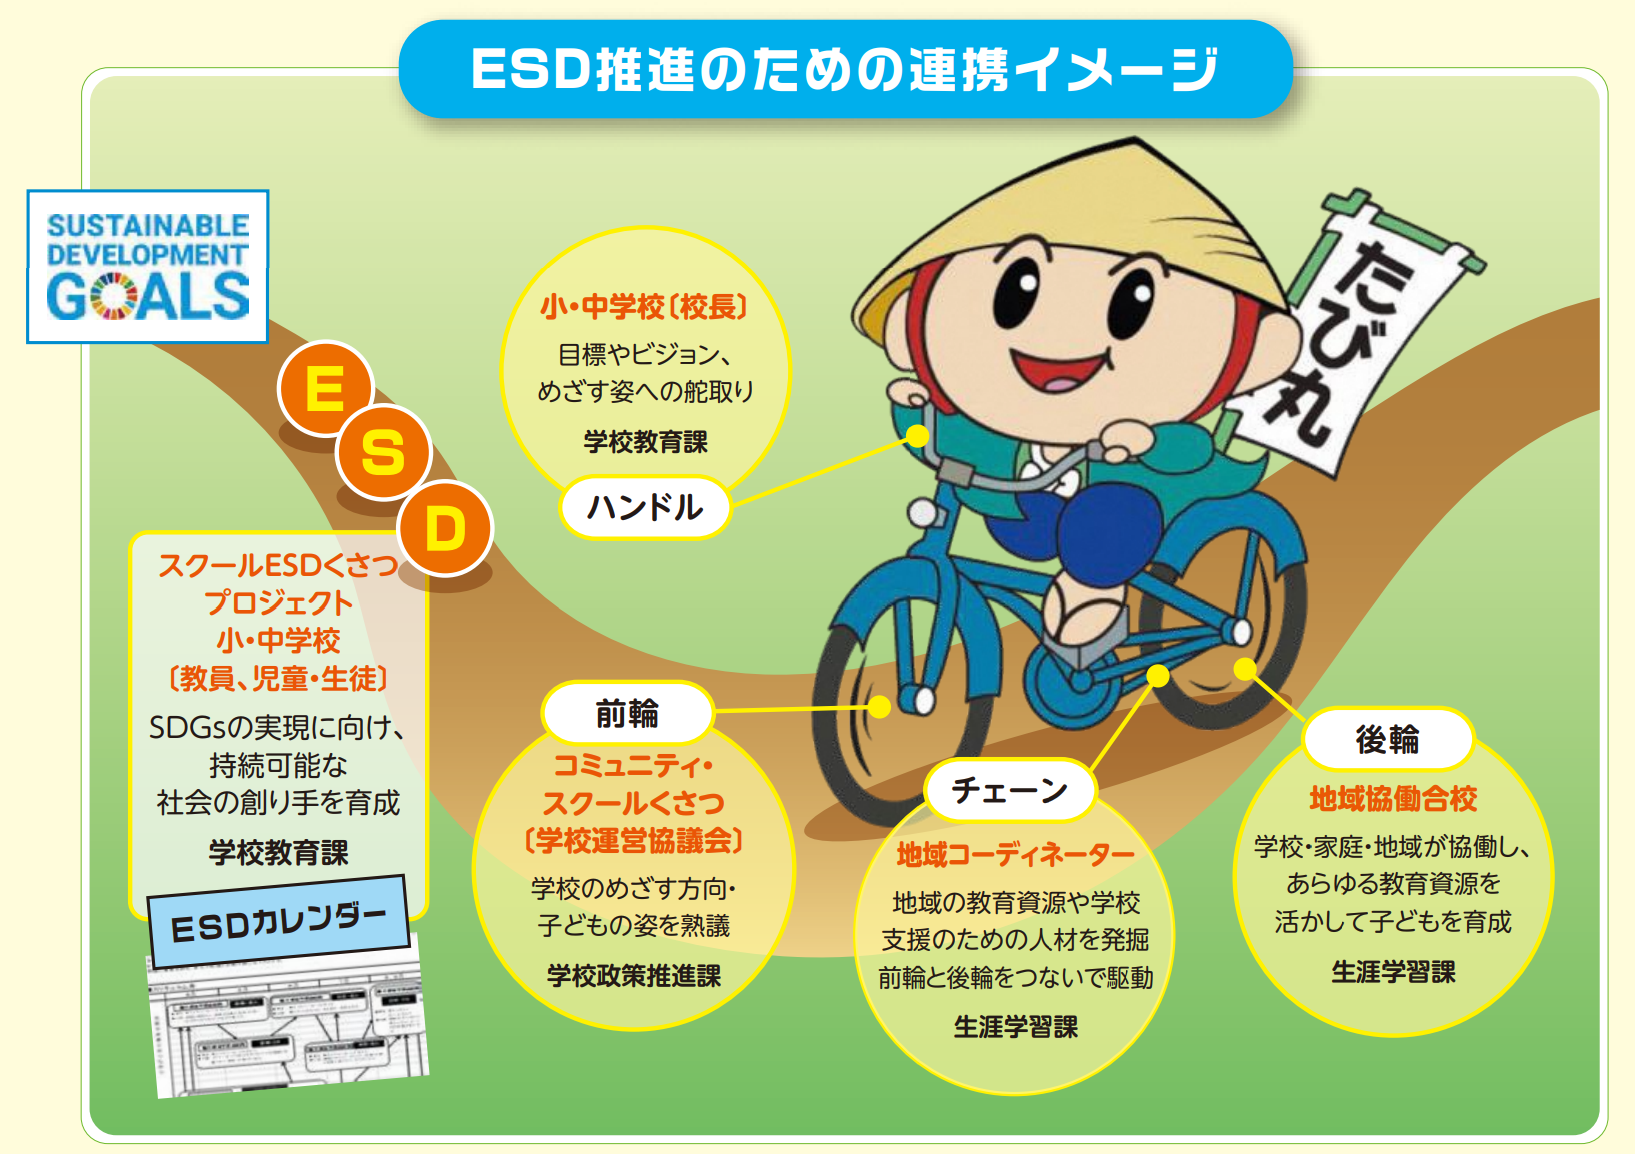 ESD推進のための連携イメージ
SUSTAINABLE
DEVELOPMENT
GOALS
E
S
D
小・中学校〔校長〕
目標やビジョン、
めざす姿への舵取り
学校教育課
ハンドル
たびれ
スクールESDくさつ
プロジェクト
小・中学校
〔教員、児童・生徒〕
SDGsの実現に向け、
持続可能な
社会の創り手を育成
学校教育課
ESDカレンダー
前輪
コミュニティ・
スクールくさつ
〔学校運営協議会〕
学校のめざす方向・
子どもの姿を熟議
学校政策推進課
チェーン
地域コーディネーター
地域の教育資源や学校
支援のための人材を発掘
前輪と後輪をつないで駆動
生涯学習課
後輪
地域協働合校
学校・家庭・地域が協働し、
あらゆる教育資源を
活かして子どもを育成
生涯学習課